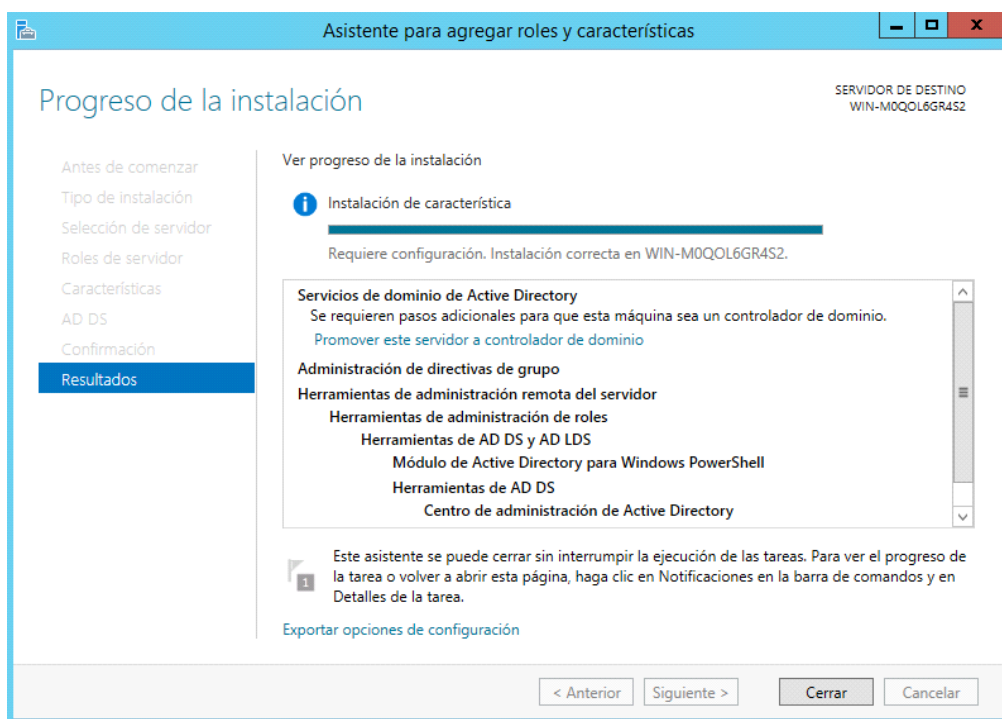 Asistente para agregar roles y características
Progreso de la instalación
SERVIDOR DE DESTINO
WIN-M0QOL6GR4S2
Antes de comenzar
Tipo de instalación
Selección de servidor
Roles de servidor
Características
AD DS
Confirmación
Resultados
Ver progreso de la instalación
Instalación de característica
Requiere configuración. Instalación correcta en WIN-M0QOL6GR4S2.
Servicios de dominio de Active Directory
Se requieren pasos adicionales para que esta máquina sea un controlador de dominio.
Promover este servidor a controlador de dominio
Administración de directivas de grupo
Herramientas de administración remota del servidor
Herramientas de administración de roles
Herramientas de AD DS y AD LDS
Módulo de Active Directory para Windows PowerShell
Herramientas de AD DS
Centro de administración de Active Directory
1
Este asistente se puede cerrar sin interrumpir la ejecución de las tareas. Para ver el progreso de
la tarea o volver a abrir esta página, haga clic en Notificaciones en la barra de comandos y en
Detalles de la tarea.
Exportar opciones de configuración
< Anterior
Siguiente >
Cerrar
Cancelar